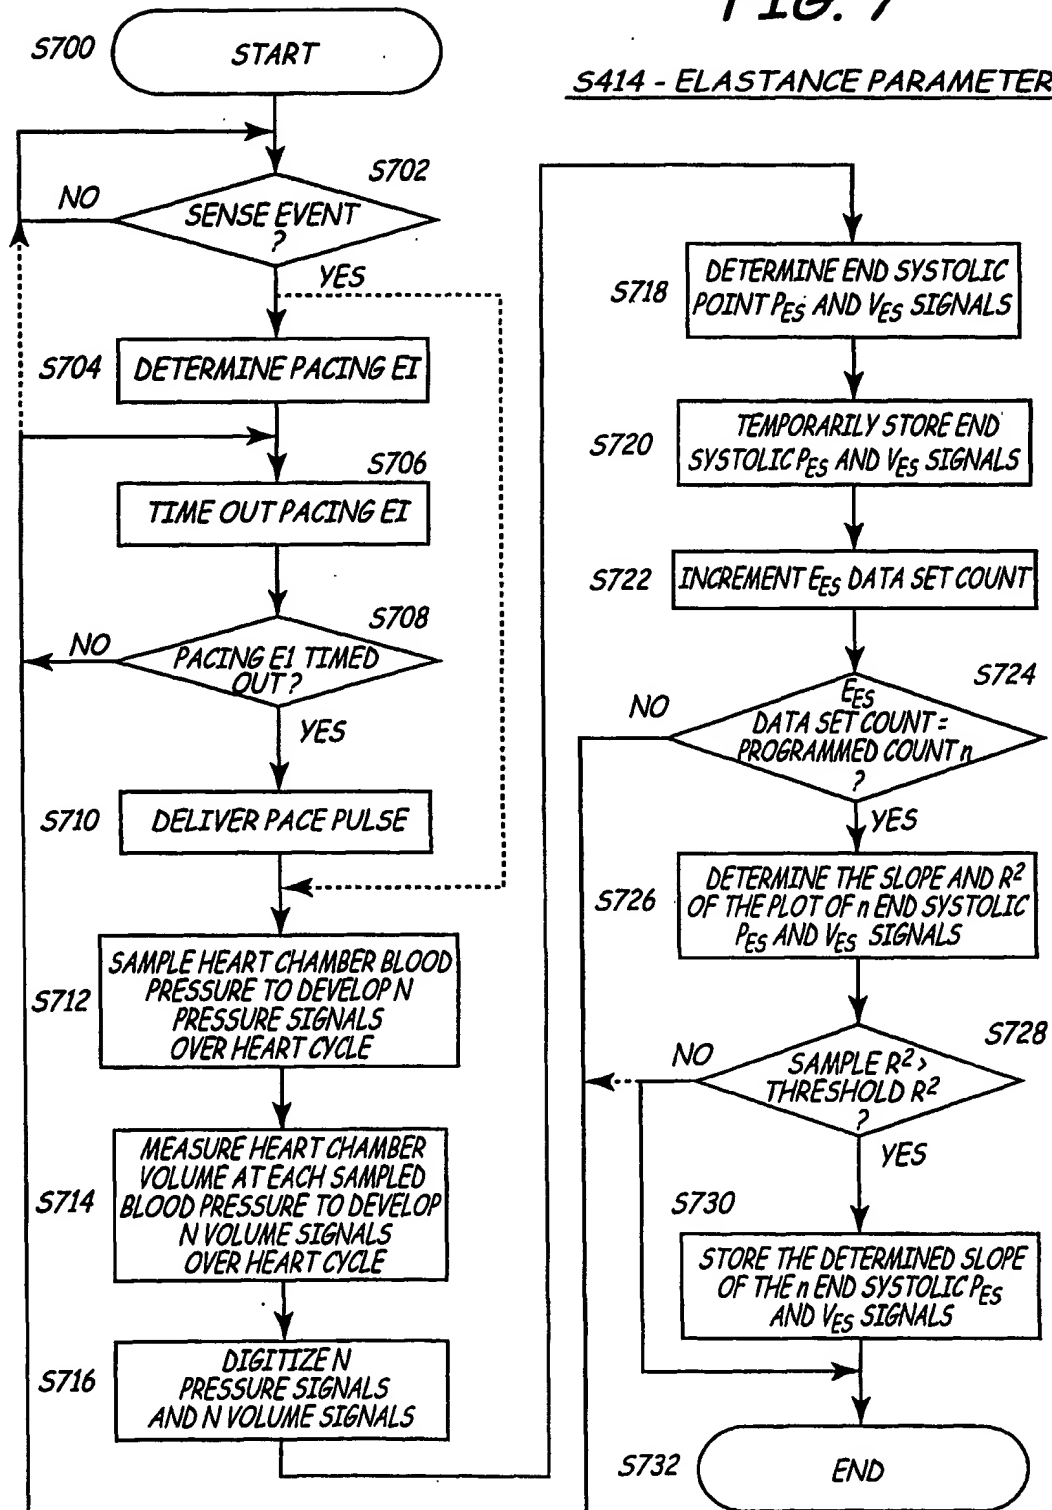 FIG. 7
S414 - ELASTANCE PARAMETER
S700
START
S702
NO
SENSE EVENT
?
YES
S704
DETERMINE PACING EI
S706
TIME OUT PACING EI
S708
NO
PACING EI TIMED
OUT ?
YES
S710
DELIVER PACE PULSE
S712
SAMPLE HEART CHAMBER BLOOD
PRESSURE TO DEVELOP N
PRESSURE SIGNALS
OVER HEART CYCLE
S714
MEASURE HEART CHAMBER
VOLUME AT EACH SAMPLED
BLOOD PRESSURE TO DEVELOP
N VOLUME SIGNALS
OVER HEART CYCLE
S716
DIGITIZE N
PRESSURE SIGNALS
AND N VOLUME SIGNALS
S718
DETERMINE END SYSTOLIC
POINT PES AND VES SIGNALS
S720
TEMPORARILY STORE END
SYSTOLIC PES AND VES SIGNALS
S722
INCREMENT EES DATA SET COUNT
S724
NO
EES
DATA SET COUNT =
PROGRAMMED COUNT n
?
YES
S726
DETERMINE THE SLOPE AND R²
OF THE PLOT OF n END SYSTOLIC
PES AND VES SIGNALS
S728
NO
SAMPLE R² >
THRESHOLD R²
?
YES
S730
STORE THE DETERMINED SLOPE
OF THE n END SYSTOLIC PES
AND VES SIGNALS
S732
END